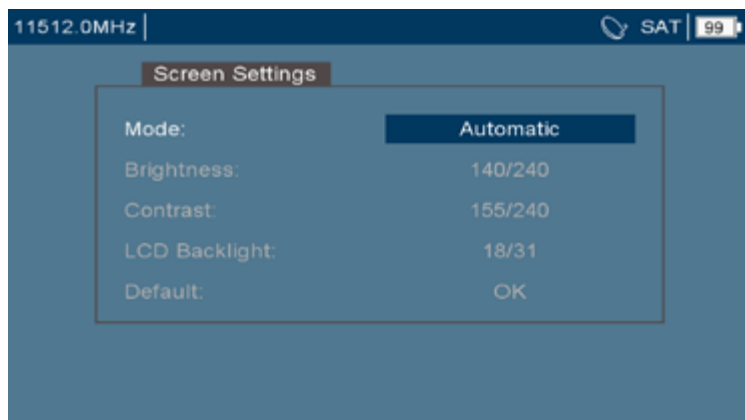 11512.0MHz SAT 99
Screen Settings
Mode: Automatic
Brightness: 140/240
Contrast: 155/240
LCD Backlight: 18/31
Default: OK